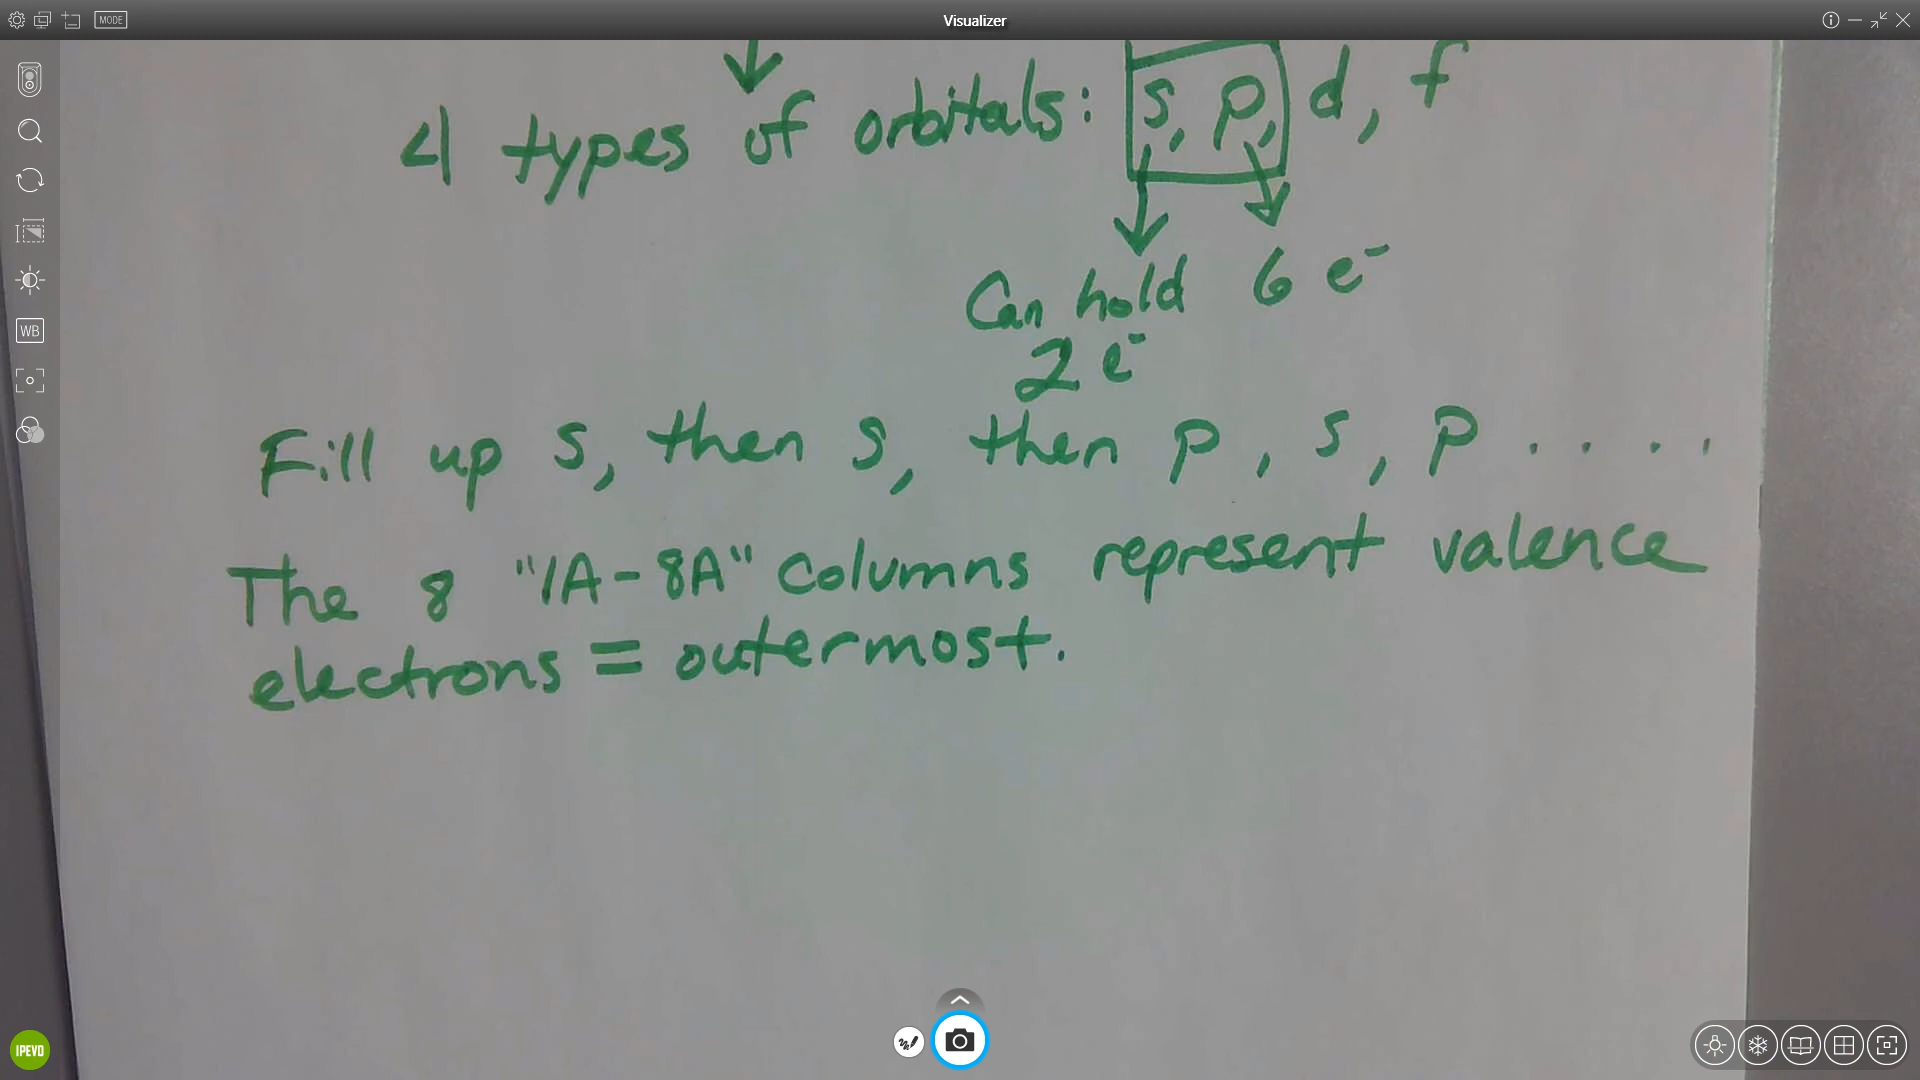 MODE
Visualizer
4 types of orbitals: s, p, d, f
Can hold 6 e⁻
2 e⁻
WB
Fill up s, then s, then p, s, p . . . .
The 8 "1A-8A" columns represent valence
electrons = outermost.
IPEVO